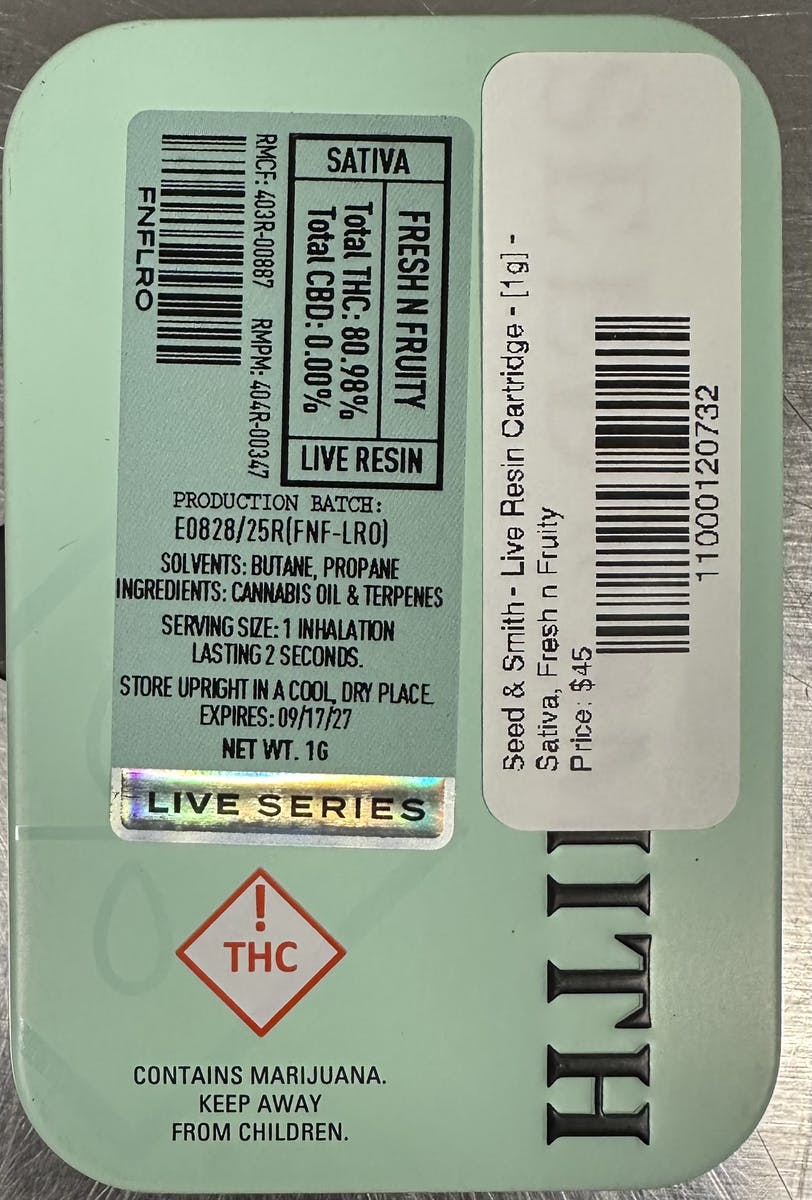 SATIVA
FRESH N FRUITY
Total THC: 80.98%
Total CBD: 0.00%
LIVE RESIN
RMCF: 403R-00887 RMPM: 404R-00347
FNFLRO
PRODUCTION BATCH:
E0828/25R(FNF-LRO)
SOLVENTS: BUTANE, PROPANE
INGREDIENTS: CANNABIS OIL & TERPENES
SERVING SIZE: 1 INHALATION
LASTING 2 SECONDS.
STORE UPRIGHT IN A COOL, DRY PLACE.
EXPIRES: 09/17/27
NET WT. 1G
LIVE SERIES
!
THC
CONTAINS MARIJUANA.
KEEP AWAY
FROM CHILDREN.
Seed & Smith - Live Resin Cartridge - [1g] -
Sativa, Fresh n Fruity
Price: $45
11000120732
ITH